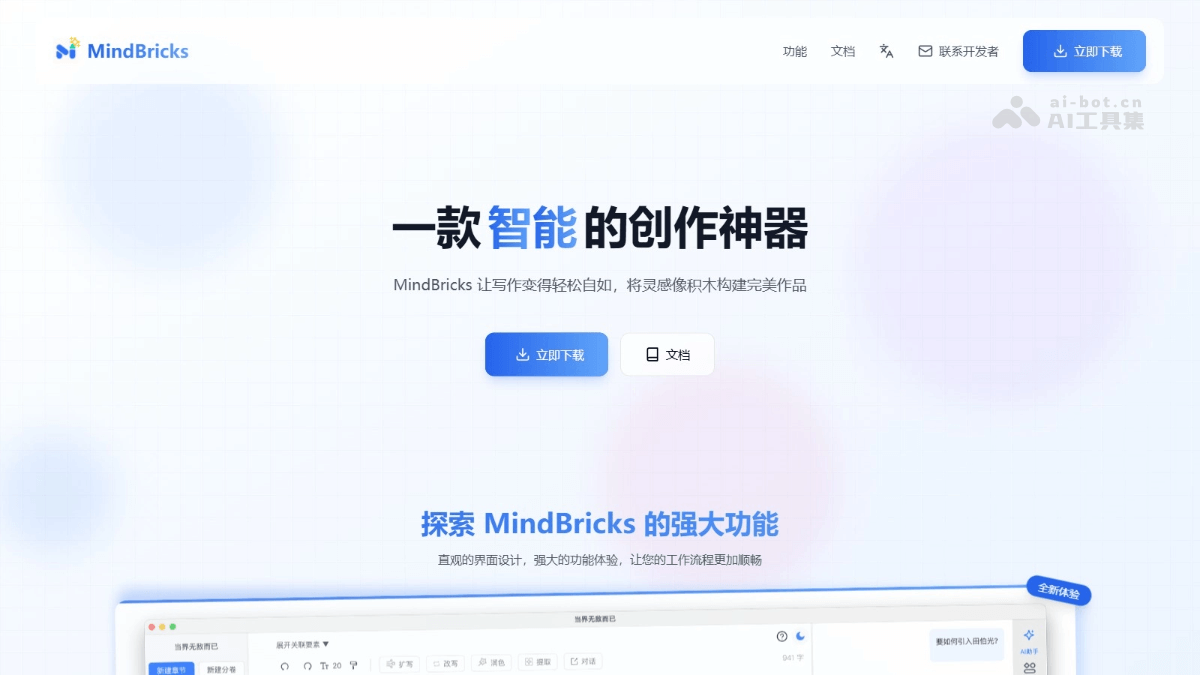 MindBricks
功能
文档
联系开发者
立即下载
ai-bot.cn
AI工具集
一款智能的创作神器
MindBricks 让写作变得轻松自如，将灵感像积木构建完美作品
立即下载
文档
探索 MindBricks 的强大功能
直观的界面设计，强大的功能体验，让您的工作流程更加顺畅
全新体验
当界无敌而已
当界无敌而已
展开关联要素 ▼
要如何引入田伯光?
新建章节
新建分卷
Tr 20
扩写
改写
润色
提取
对话
941 字
AI助手